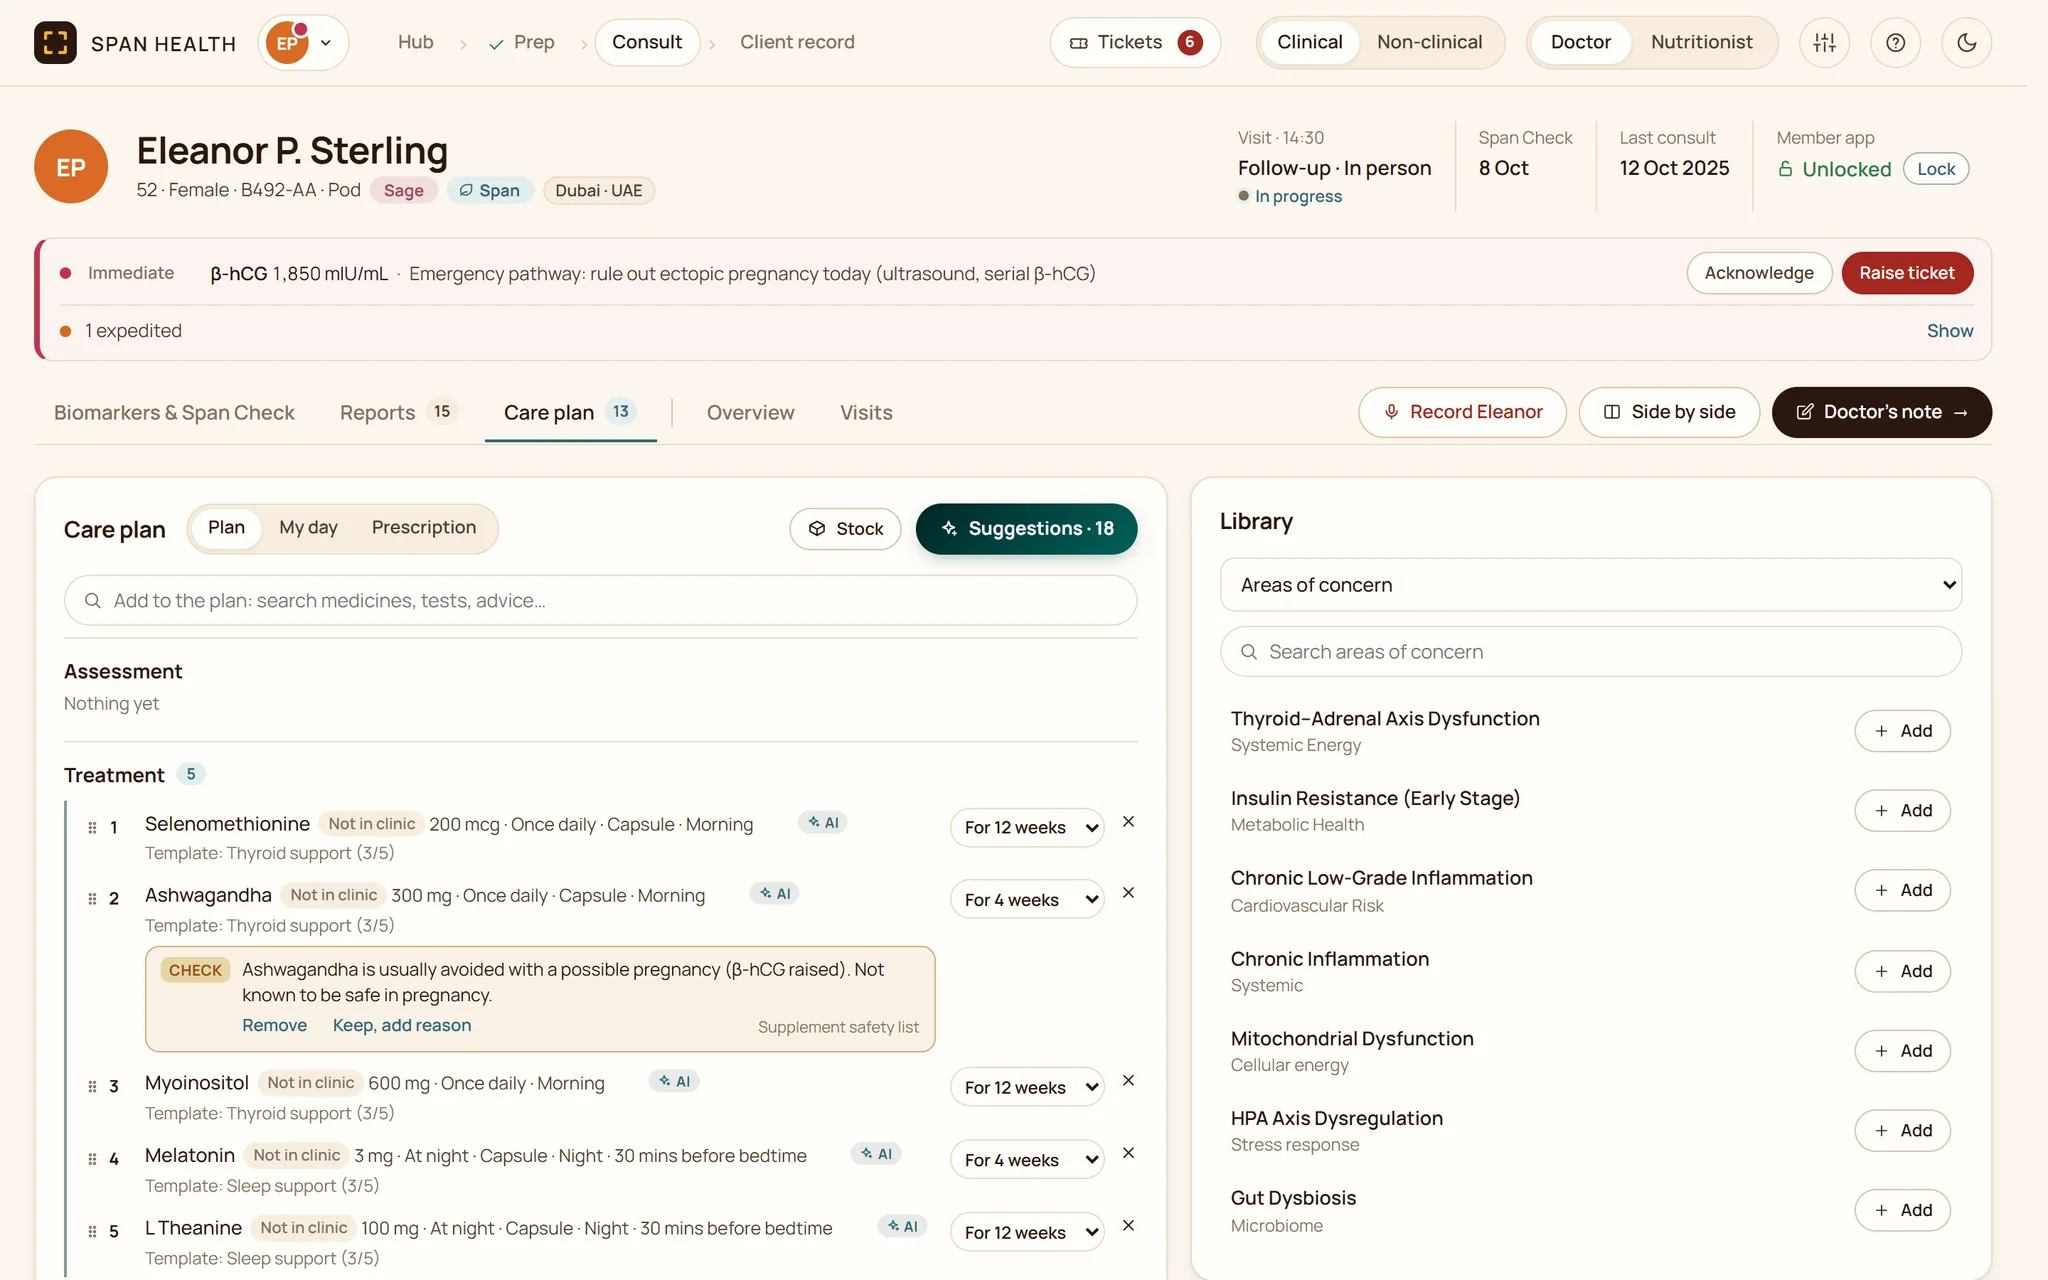 SPAN HEALTH
EP
Hub
Prep
Consult
Client record
Tickets 6
Clinical
Non-clinical
Doctor
Nutritionist
EP
Eleanor P. Sterling
52 · Female · B492-AA · Pod Sage Span Dubai · UAE
Visit · 14:30
Follow-up · In person
In progress
Span Check
8 Oct
Last consult
12 Oct 2025
Member app
Unlocked
Lock
Immediate β-hCG 1,850 mIU/mL · Emergency pathway: rule out ectopic pregnancy today (ultrasound, serial β-hCG)
Acknowledge
Raise ticket
1 expedited
Show
Biomarkers & Span Check
Reports 15
Care plan 13
Overview
Visits
Record Eleanor
Side by side
Doctor's note →
Care plan
Plan
My day
Prescription
Stock
Suggestions · 18
Add to the plan: search medicines, tests, advice...
Assessment
Nothing yet
Treatment 5
1 Selenomethionine Not in clinic 200 mcg · Once daily · Capsule · Morning AI For 12 weeks
Template: Thyroid support (3/5)
2 Ashwagandha Not in clinic 300 mg · Once daily · Capsule · Morning AI For 4 weeks
Template: Thyroid support (3/5)
CHECK Ashwagandha is usually avoided with a possible pregnancy (β-hCG raised). Not
known to be safe in pregnancy.
Remove Keep, add reason Supplement safety list
3 Myoinositol Not in clinic 600 mg · Once daily · Morning AI For 12 weeks
Template: Thyroid support (3/5)
4 Melatonin Not in clinic 3 mg · At night · Capsule · Night · 30 mins before bedtime AI For 4 weeks
Template: Sleep support (3/5)
5 L Theanine Not in clinic 100 mg · At night · Capsule · Night · 30 mins before bedtime AI For 12 weeks
Template: Sleep support (3/5)
Library
Areas of concern
Search areas of concern
Thyroid–Adrenal Axis Dysfunction
Systemic Energy
+ Add
Insulin Resistance (Early Stage)
Metabolic Health
+ Add
Chronic Low-Grade Inflammation
Cardiovascular Risk
+ Add
Chronic Inflammation
Systemic
+ Add
Mitochondrial Dysfunction
Cellular energy
+ Add
HPA Axis Dysregulation
Stress response
+ Add
Gut Dysbiosis
Microbiome
+ Add